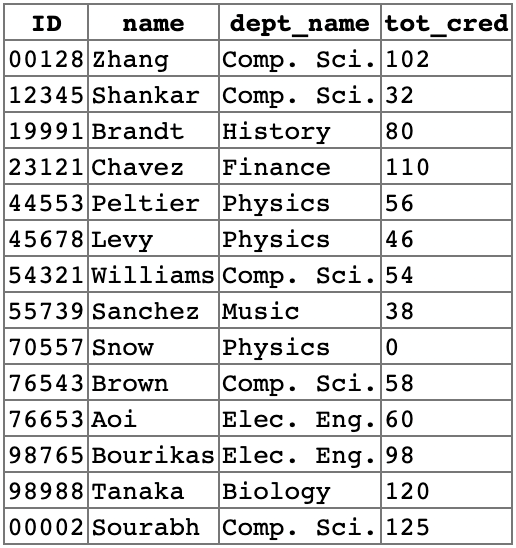 ID name dept_name tot_cred
00128 Zhang Comp. Sci. 102
12345 Shankar Comp. Sci. 32
19991 Brandt History 80
23121 Chavez Finance 110
44553 Peltier Physics 56
45678 Levy Physics 46
54321 Williams Comp. Sci. 54
55739 Sanchez Music 38
70557 Snow Physics 0
76543 Brown Comp. Sci. 58
76653 Aoi Elec. Eng. 60
98765 Bourikas Elec. Eng. 98
98988 Tanaka Biology 120
00002 Sourabh Comp. Sci. 125